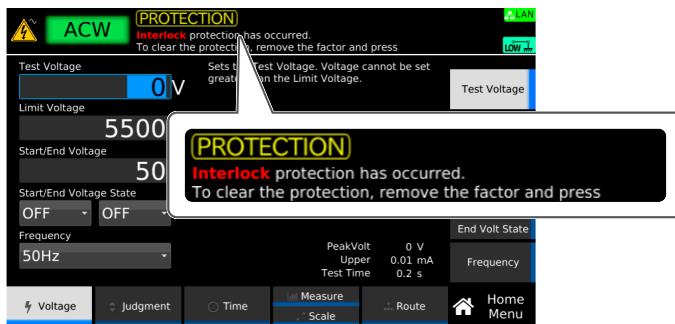 ACW
PROTECTION
Interlock protection has occurred.
To clear the protection, remove the factor and press
LAN
LOW
Test Voltage
0 V
Sets t Test Voltage. Voltage cannot be set
great an the Limit Voltage.
Test Voltage
Limit Voltage
5500
Start/End Voltage
50
Start/End Voltage State
OFF OFF
PROTECTION
Interlock protection has occurred.
To clear the protection, remove the factor and press
End Volt State
Frequency
50Hz
PeakVolt 0 V
Upper 0.01 mA
Test Time 0.2 s
Frequency
Voltage
Judgment
Time
Measure
Scale
Route
Home
Menu